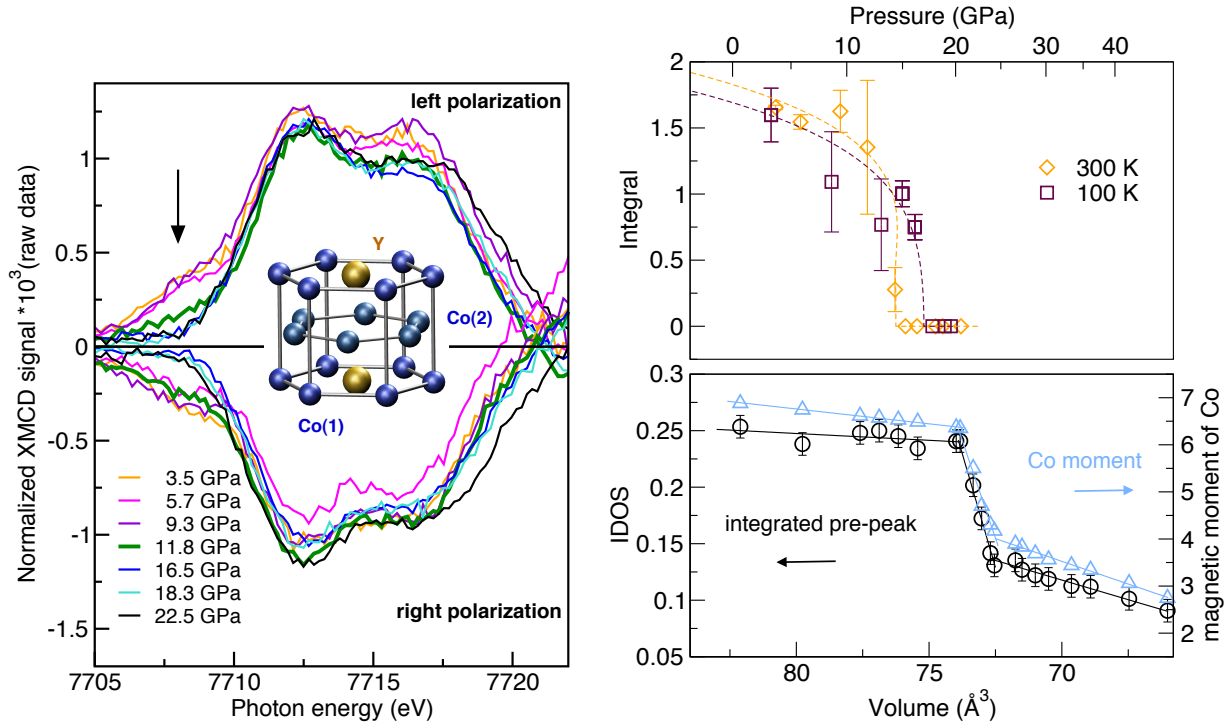 Normalized XMCD signal *10³(raw data)
1
0.5
0
-0.5
-1
-1.5
left polarization
Y
Co(2)
Co(1)
3.5 GPa
5.7 GPa
9.3 GPa
11.8 GPa
16.5 GPa
18.3 GPa
22.5 GPa
right polarization
7705 7710 7715 7720
Photon energy (eV)
Pressure (GPa)
0 10 20 30 40
Integral
2
1.5
1
0.5
0
300 K
100 K
IDOS
0.3
0.25
0.2
0.15
0.1
0.05
Co moment
integrated pre-peak
7
6
5
4
3
2
magnetic moment of Co
80 75 70
Volume (Å³)